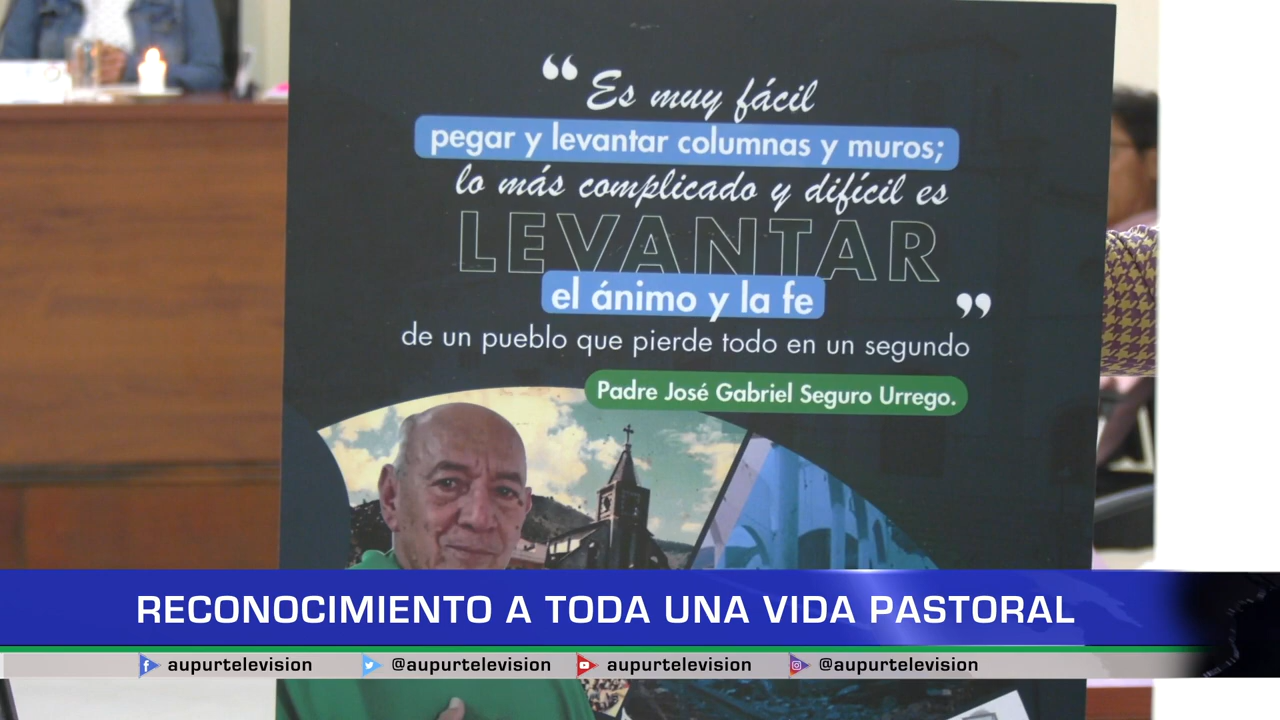 “ Es muy fácil
pegar y levantar columnas y muros;
lo más complicado y difícil es
LEVANTAR
el ánimo y la fe ”
de un pueblo que pierde todo en un segundo
Padre José Gabriel Seguro Urrego.
RECONOCIMIENTO A TODA UNA VIDA PASTORAL
aupurtelevision @aupurtelevision aupurtelevision @aupurtelevision